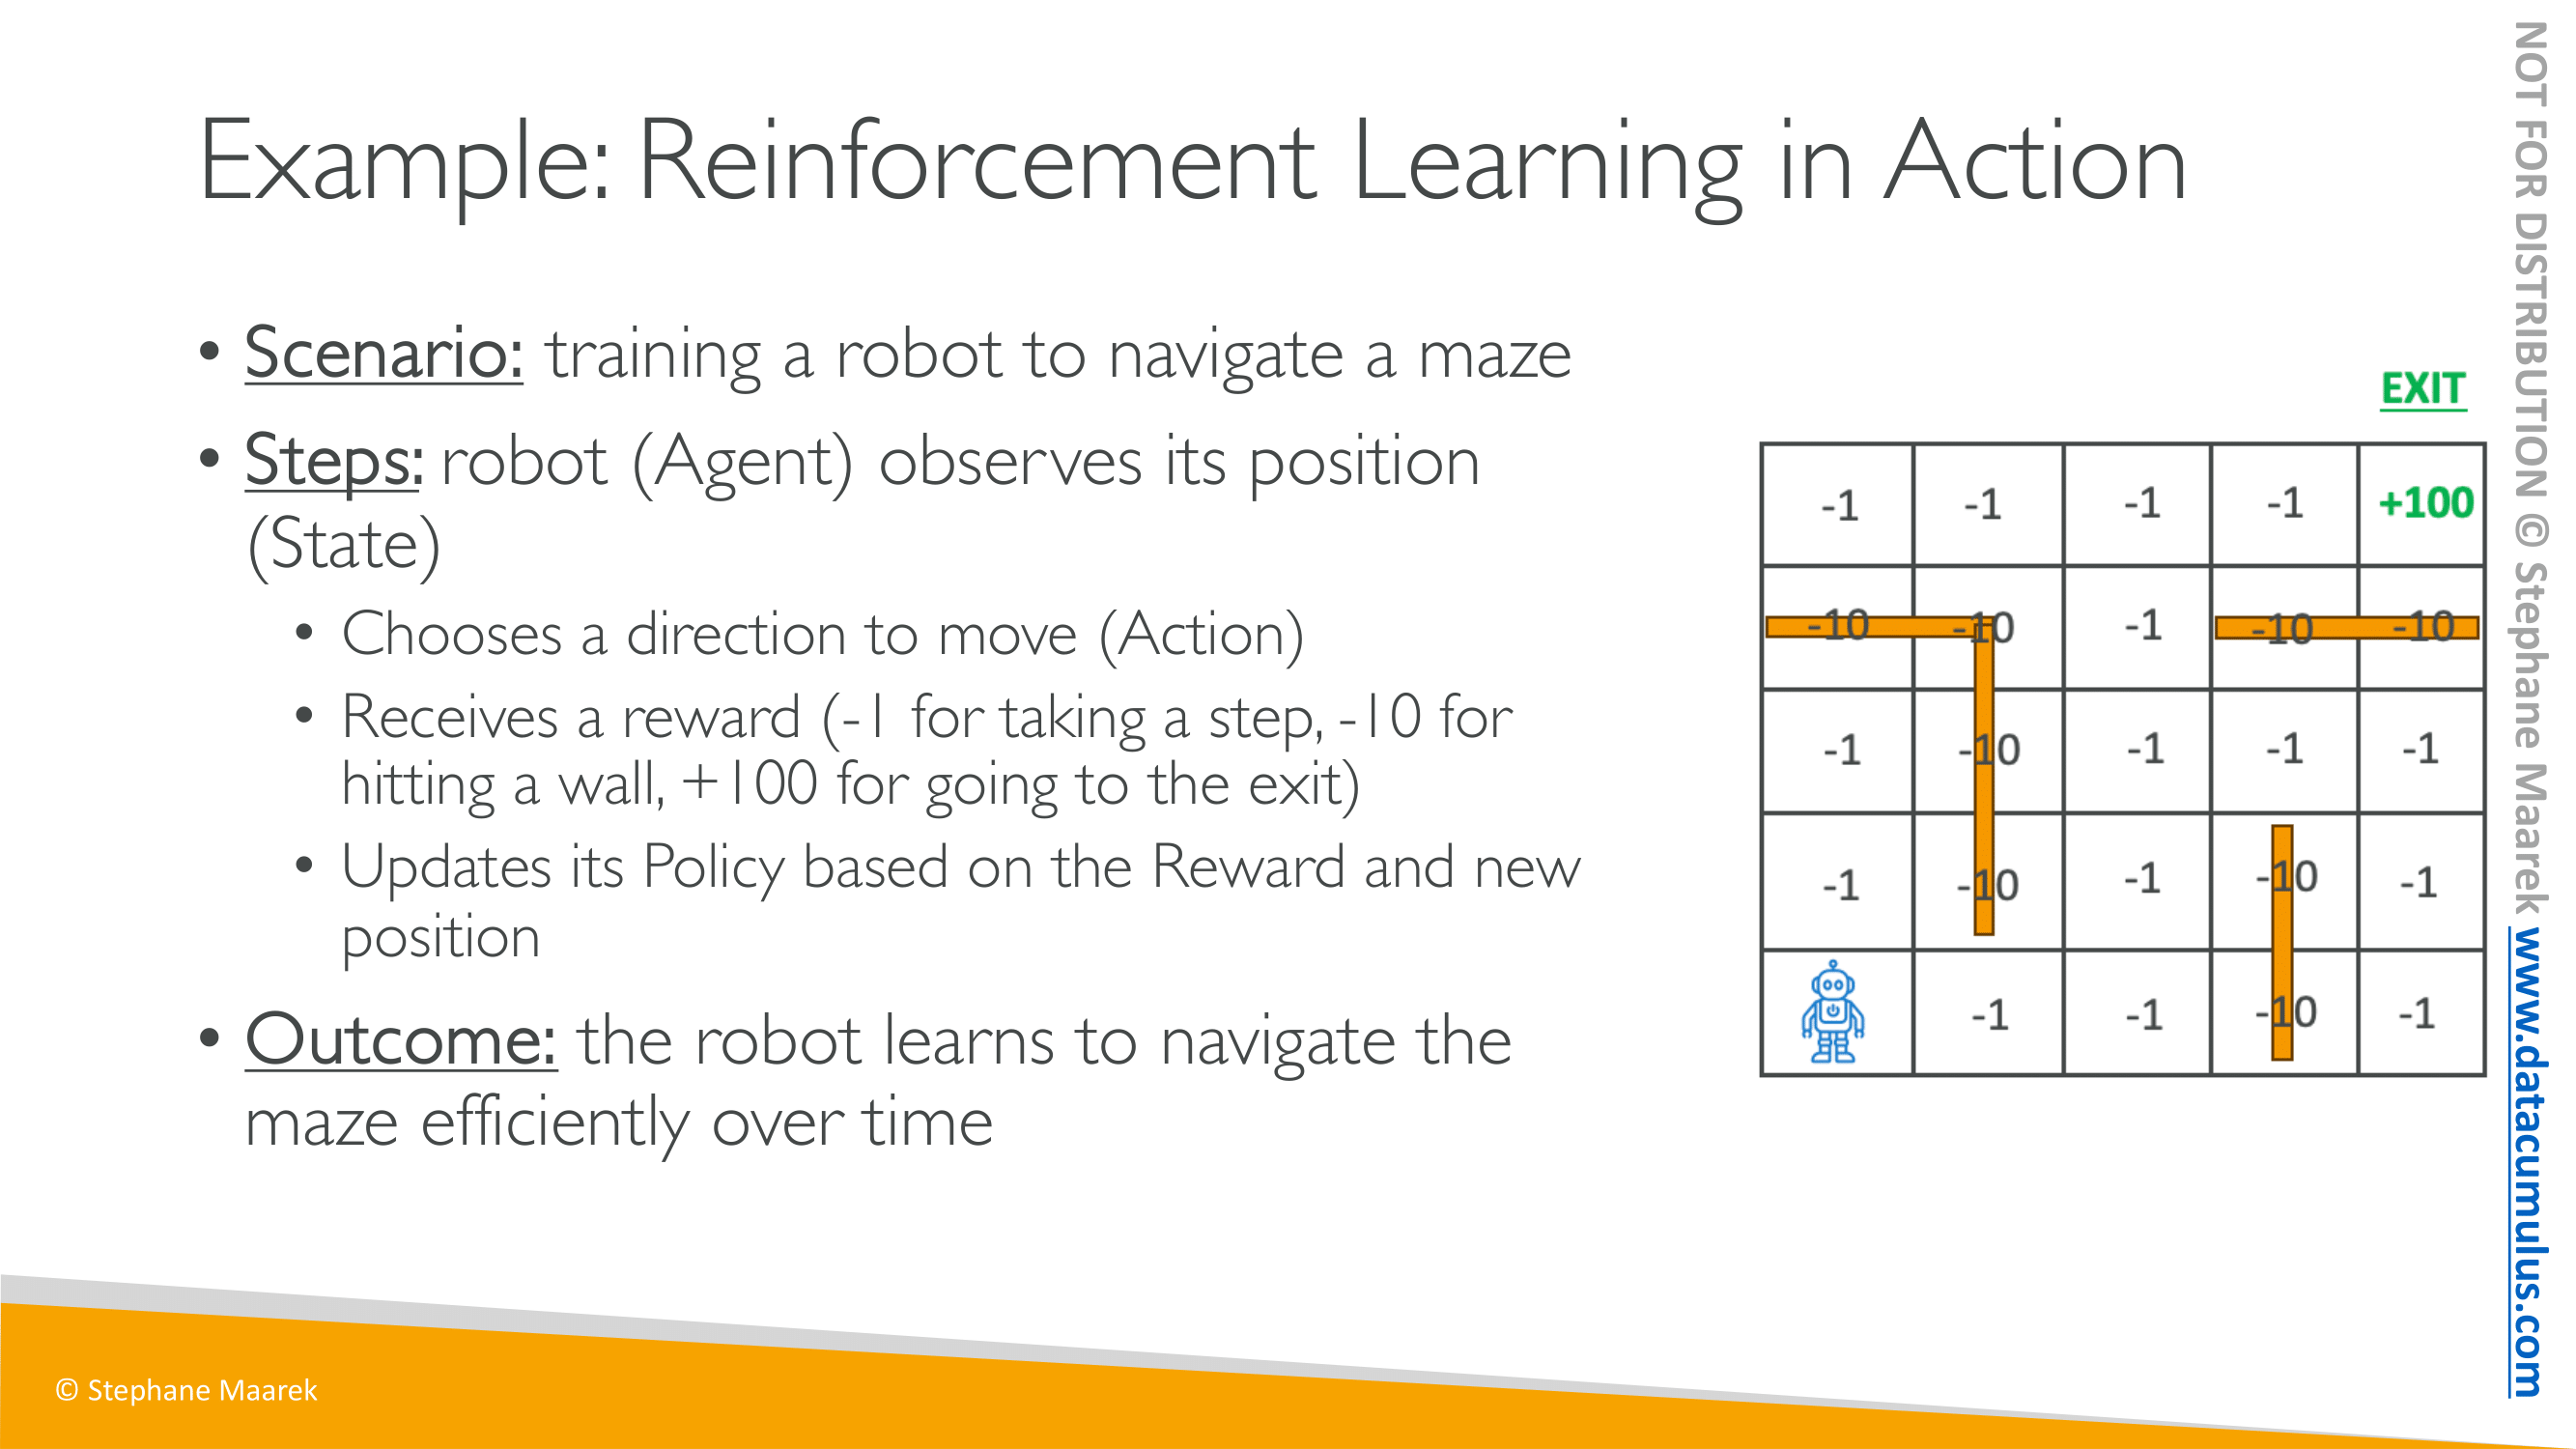 Example: Reinforcement Learning in Action
• Scenario: training a robot to navigate a maze
• Steps: robot (Agent) observes its position
(State)
• Chooses a direction to move (Action)
• Receives a reward (-1 for taking a step, -10 for
hitting a wall, +100 for going to the exit)
• Updates its Policy based on the Reward and new
position
• Outcome: the robot learns to navigate the
maze efficiently over time
EXIT
-1 -1 -1 -1 +100
-10 -10 -1 -10 -10
-1 -10 -1 -1 -1
-1 -10 -1 -10 -1
-1 -1 -10 -1
© Stephane Maarek
NOT FOR DISTRIBUTION © Stephane Maarek www.datacumulus.com